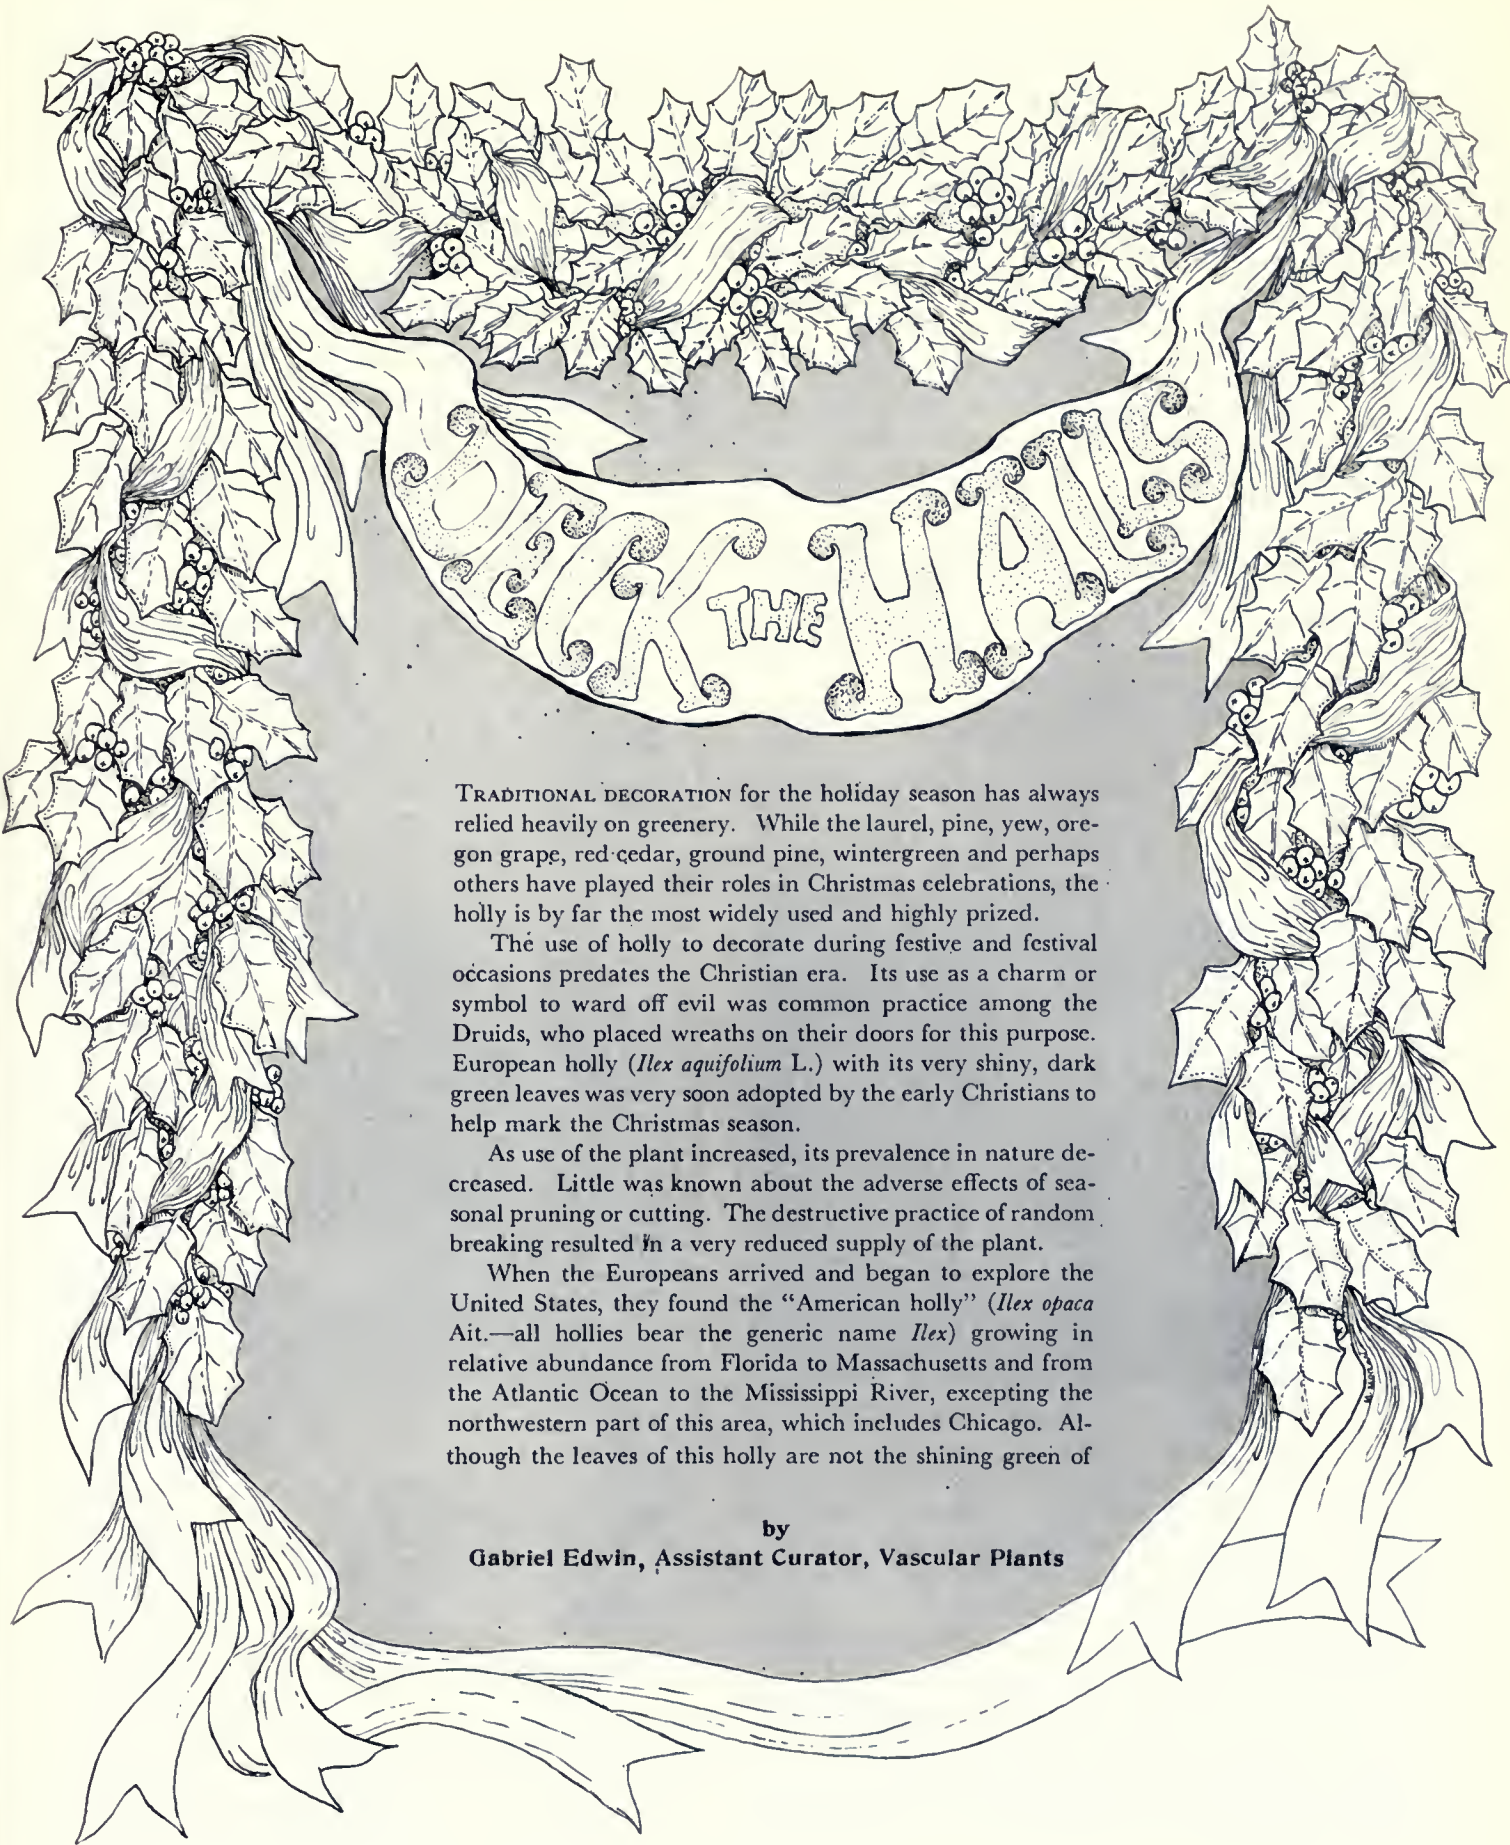 DECK THE HALLS
TRADITIONAL DECORATION for the holiday season has always
relied heavily on greenery. While the laurel, pine, yew, ore-
gon grape, red cedar, ground pine, wintergreen and perhaps
others have played their roles in Christmas celebrations, the
holly is by far the most widely used and highly prized.
The use of holly to decorate during festive and festival
occasions predates the Christian era. Its use as a charm or
symbol to ward off evil was common practice among the
Druids, who placed wreaths on their doors for this purpose.
European holly (Ilex aquifolium L.) with its very shiny, dark
green leaves was very soon adopted by the early Christians to
help mark the Christmas season.
As use of the plant increased, its prevalence in nature de-
creased. Little was known about the adverse effects of sea-
sonal pruning or cutting. The destructive practice of random
breaking resulted in a very reduced supply of the plant.
When the Europeans arrived and began to explore the
United States, they found the “American holly” (Ilex opaca
Ait.—all hollies bear the generic name Ilex) growing in
relative abundance from Florida to Massachusetts and from
the Atlantic Ocean to the Mississippi River, excepting the
northwestern part of this area, which includes Chicago. Al-
though the leaves of this holly are not the shining green of
by
Gabriel Edwin, Assistant Curator, Vascular Plants